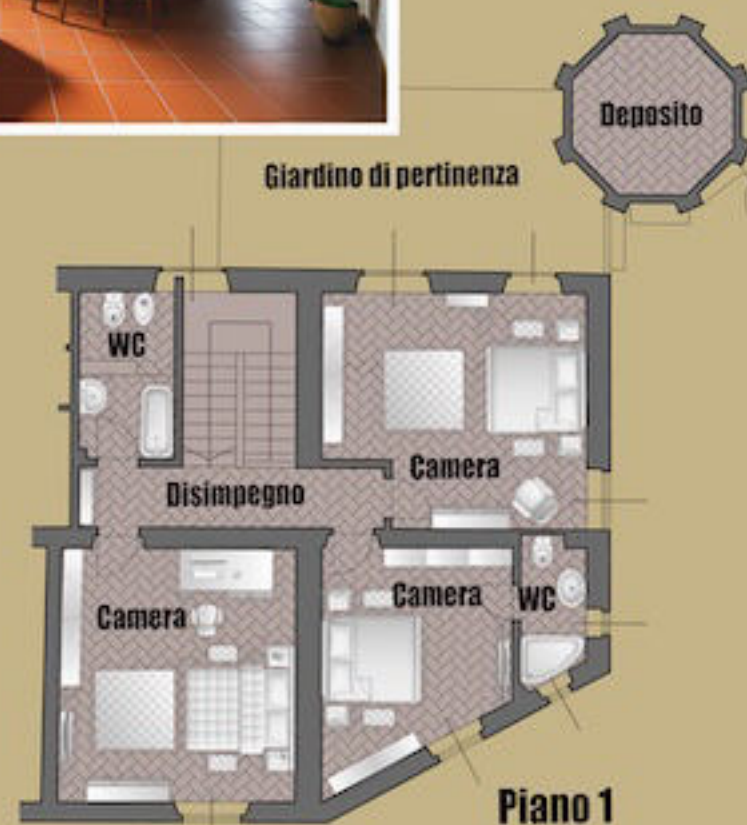 Deposito
Giardino di pertinenza
WC
Camera
Disimpegno
Camera
Camera
WC
Piano 1